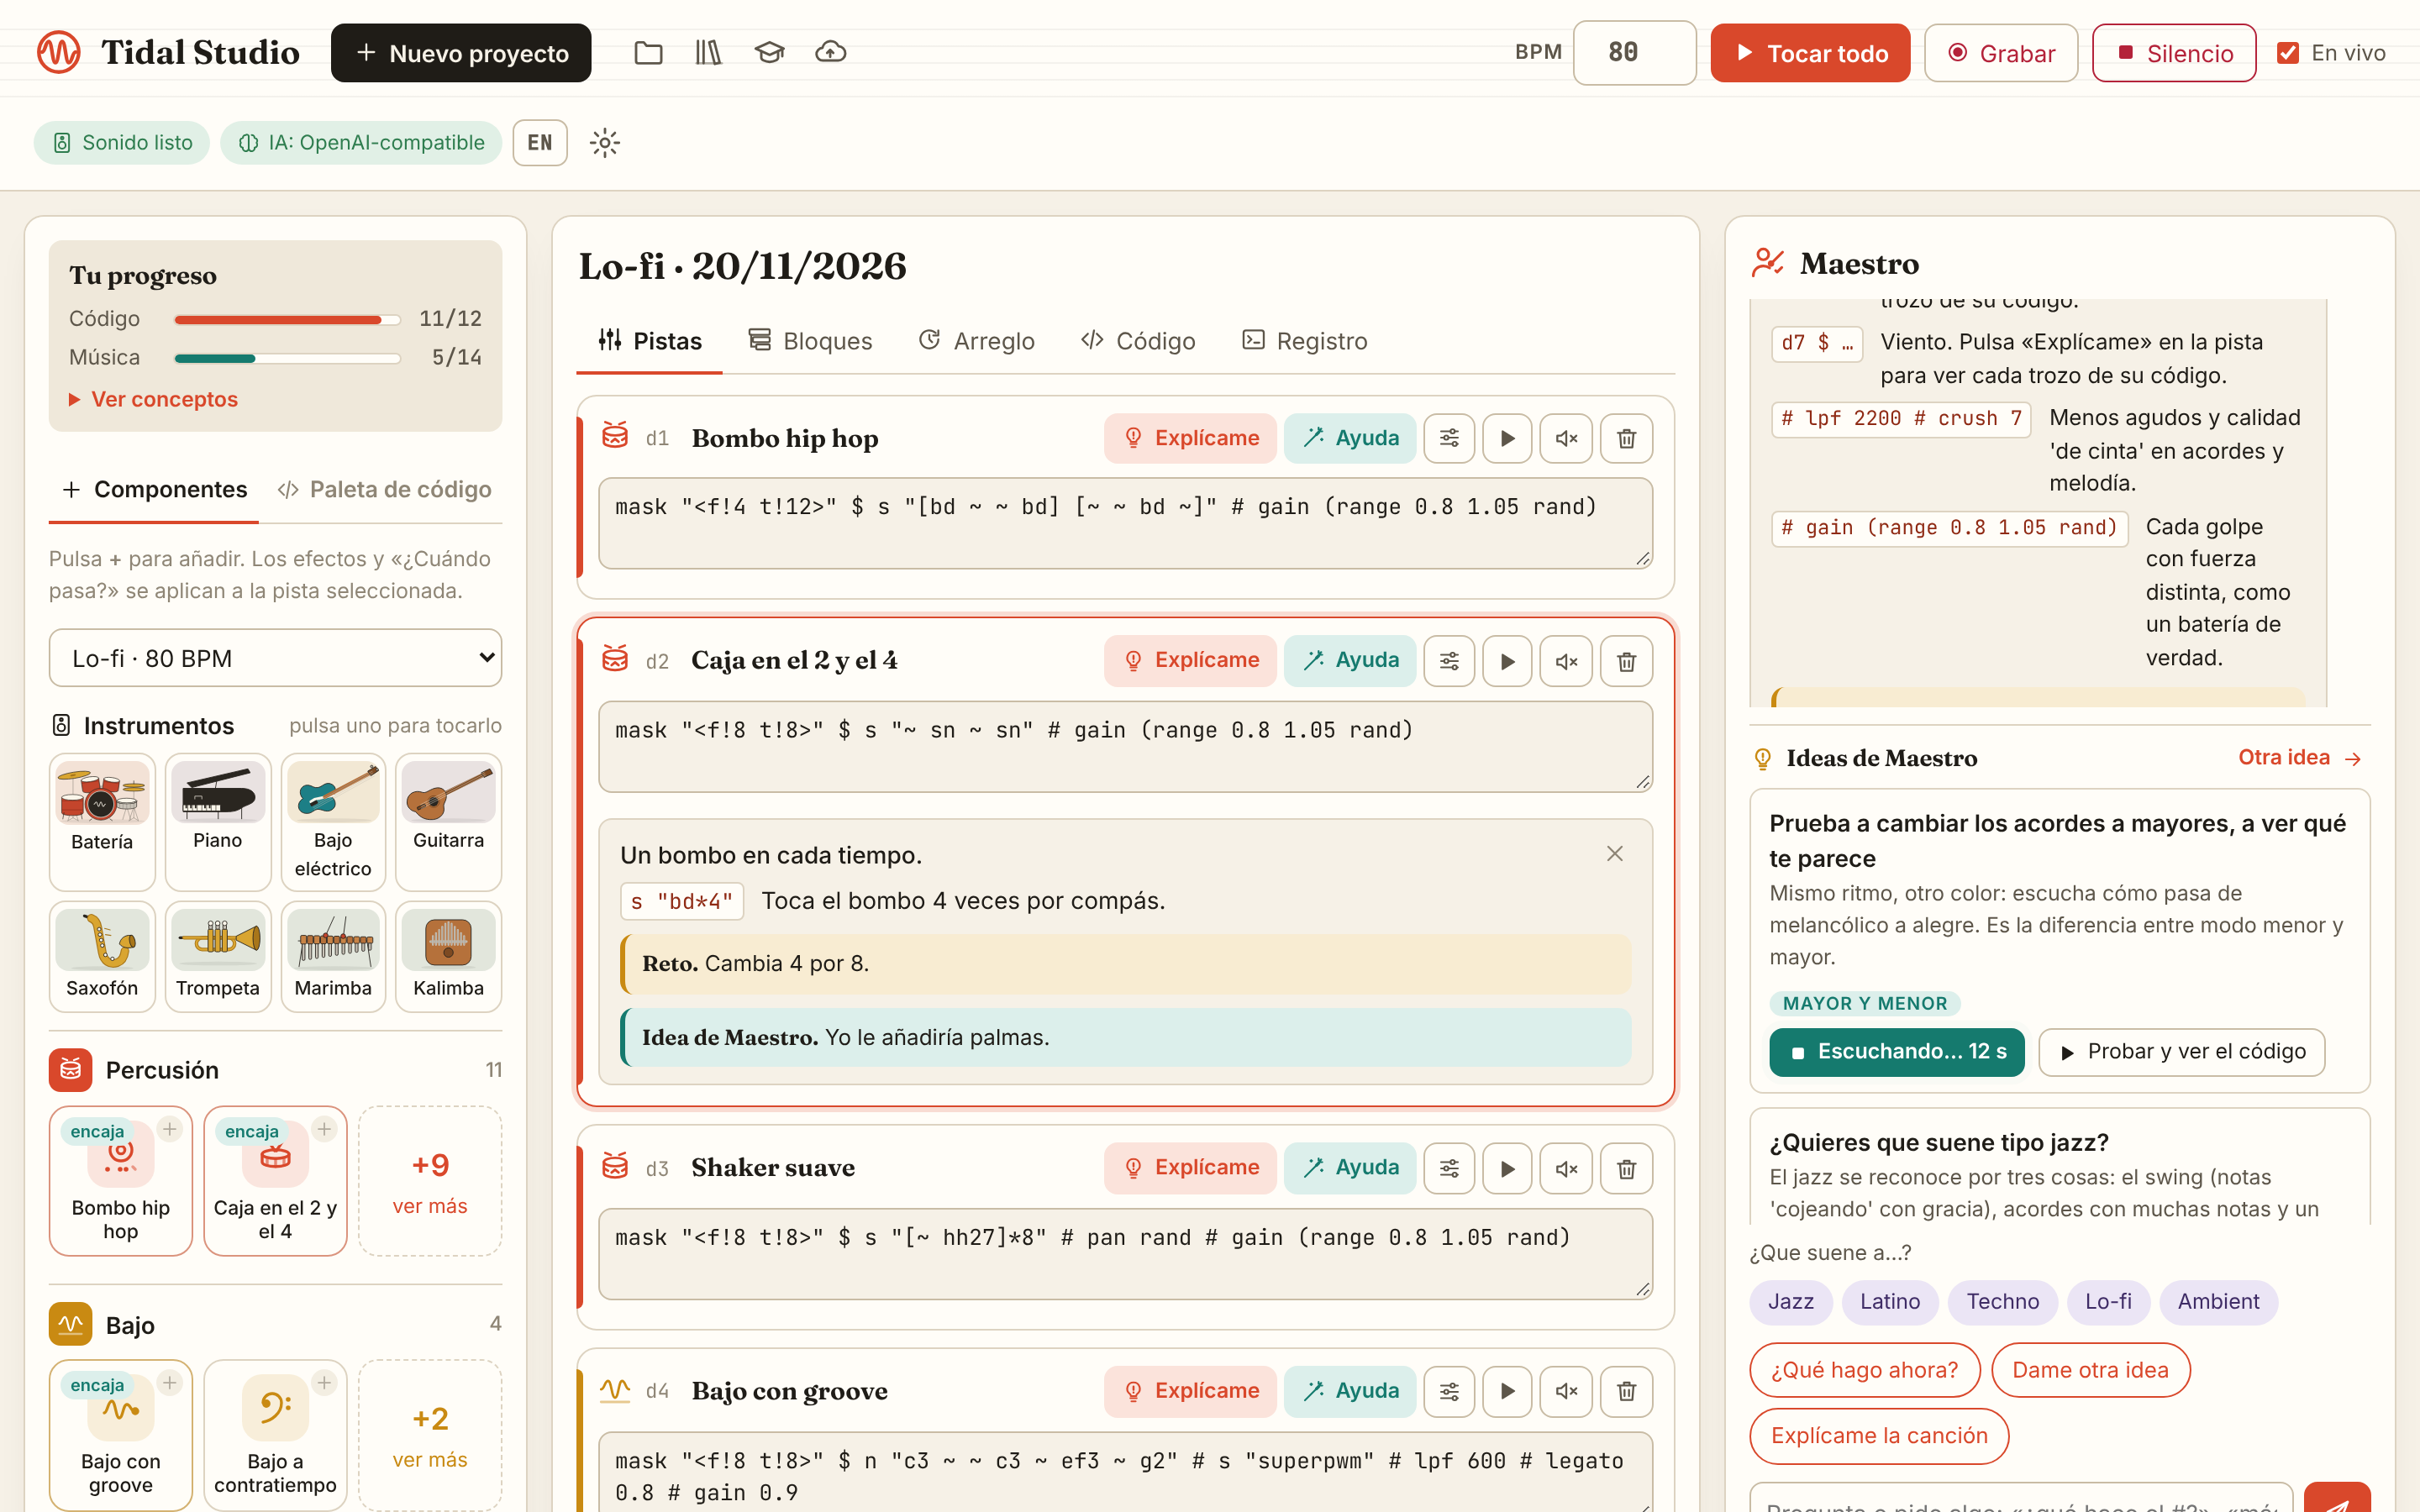 Tidal Studio
+ Nuevo proyecto
BPM
80
Tocar todo
Grabar
Silencio
En vivo
Sonido listo
IA: OpenAI-compatible
EN
Tu progreso
Código
11/12
Música
5/14
Ver conceptos
+ Componentes
Paleta de código
Pulsa + para añadir. Los efectos y «¿Cuándo
pasa?» se aplican a la pista seleccionada.
Lo-fi · 80 BPM
Instrumentos
pulsa uno para tocarlo
Batería
Piano
Bajo
eléctrico
Guitarra
Saxofón
Trompeta
Marimba
Kalimba
Percusión
11
encaja
+
Bombo hip
hop
encaja
+
Caja en el 2 y
el 4
+9
ver más
Bajo
4
encaja
+
Bajo con
groove
+
Bajo a
contratiempo
+2
ver más
Lo-fi · 20/11/2026
Pistas
Bloques
Arreglo
Código
Registro
d1
Bombo hip hop
Explícame
Ayuda
mask "<f!4 t!12>" $ s "[bd ~ ~ bd] [~ ~ bd ~]" # gain (range 0.8 1.05 rand)
d2
Caja en el 2 y el 4
Explícame
Ayuda
mask "<f!8 t!8>" $ s "~ sn ~ sn" # gain (range 0.8 1.05 rand)
Un bombo en cada tiempo.
s "bd*4"
Toca el bombo 4 veces por compás.
Reto. Cambia 4 por 8.
Idea de Maestro. Yo le añadiría palmas.
d3
Shaker suave
Explícame
Ayuda
mask "<f!8 t!8>" $ s "[~ hh27]*8" # pan rand # gain (range 0.8 1.05 rand)
d4
Bajo con groove
Explícame
Ayuda
mask "<f!8 t!8>" $ n "c3 ~ ~ c3 ~ ef3 ~ g2" # s "superpwm" # lpf 600 # legato
0.8 # gain 0.9
Maestro
trozo de su código.
d7 $ …
Viento. Pulsa «Explícame» en la pista
para ver cada trozo de su código.
# lpf 2200 # crush 7
Menos agudos y calidad
'de cinta' en acordes y
melodía.
# gain (range 0.8 1.05 rand)
Cada golpe
con fuerza
distinta, como
un batería de
verdad.
Ideas de Maestro
Otra idea →
Prueba a cambiar los acordes a mayores, a ver qué
te parece
Mismo ritmo, otro color: escucha cómo pasa de
melancólico a alegre. Es la diferencia entre modo menor y
mayor.
MAYOR Y MENOR
Escuchando… 12 s
Probar y ver el código
¿Quieres que suene tipo jazz?
El jazz se reconoce por tres cosas: el swing (notas
'cojeando' con gracia), acordes con muchas notas y un
¿Que suene a…?
Jazz
Latino
Techno
Lo-fi
Ambient
¿Qué hago ahora?
Dame otra idea
Explícame la canción
Pregunta o pide algo: «¿qué hace el #?», «má